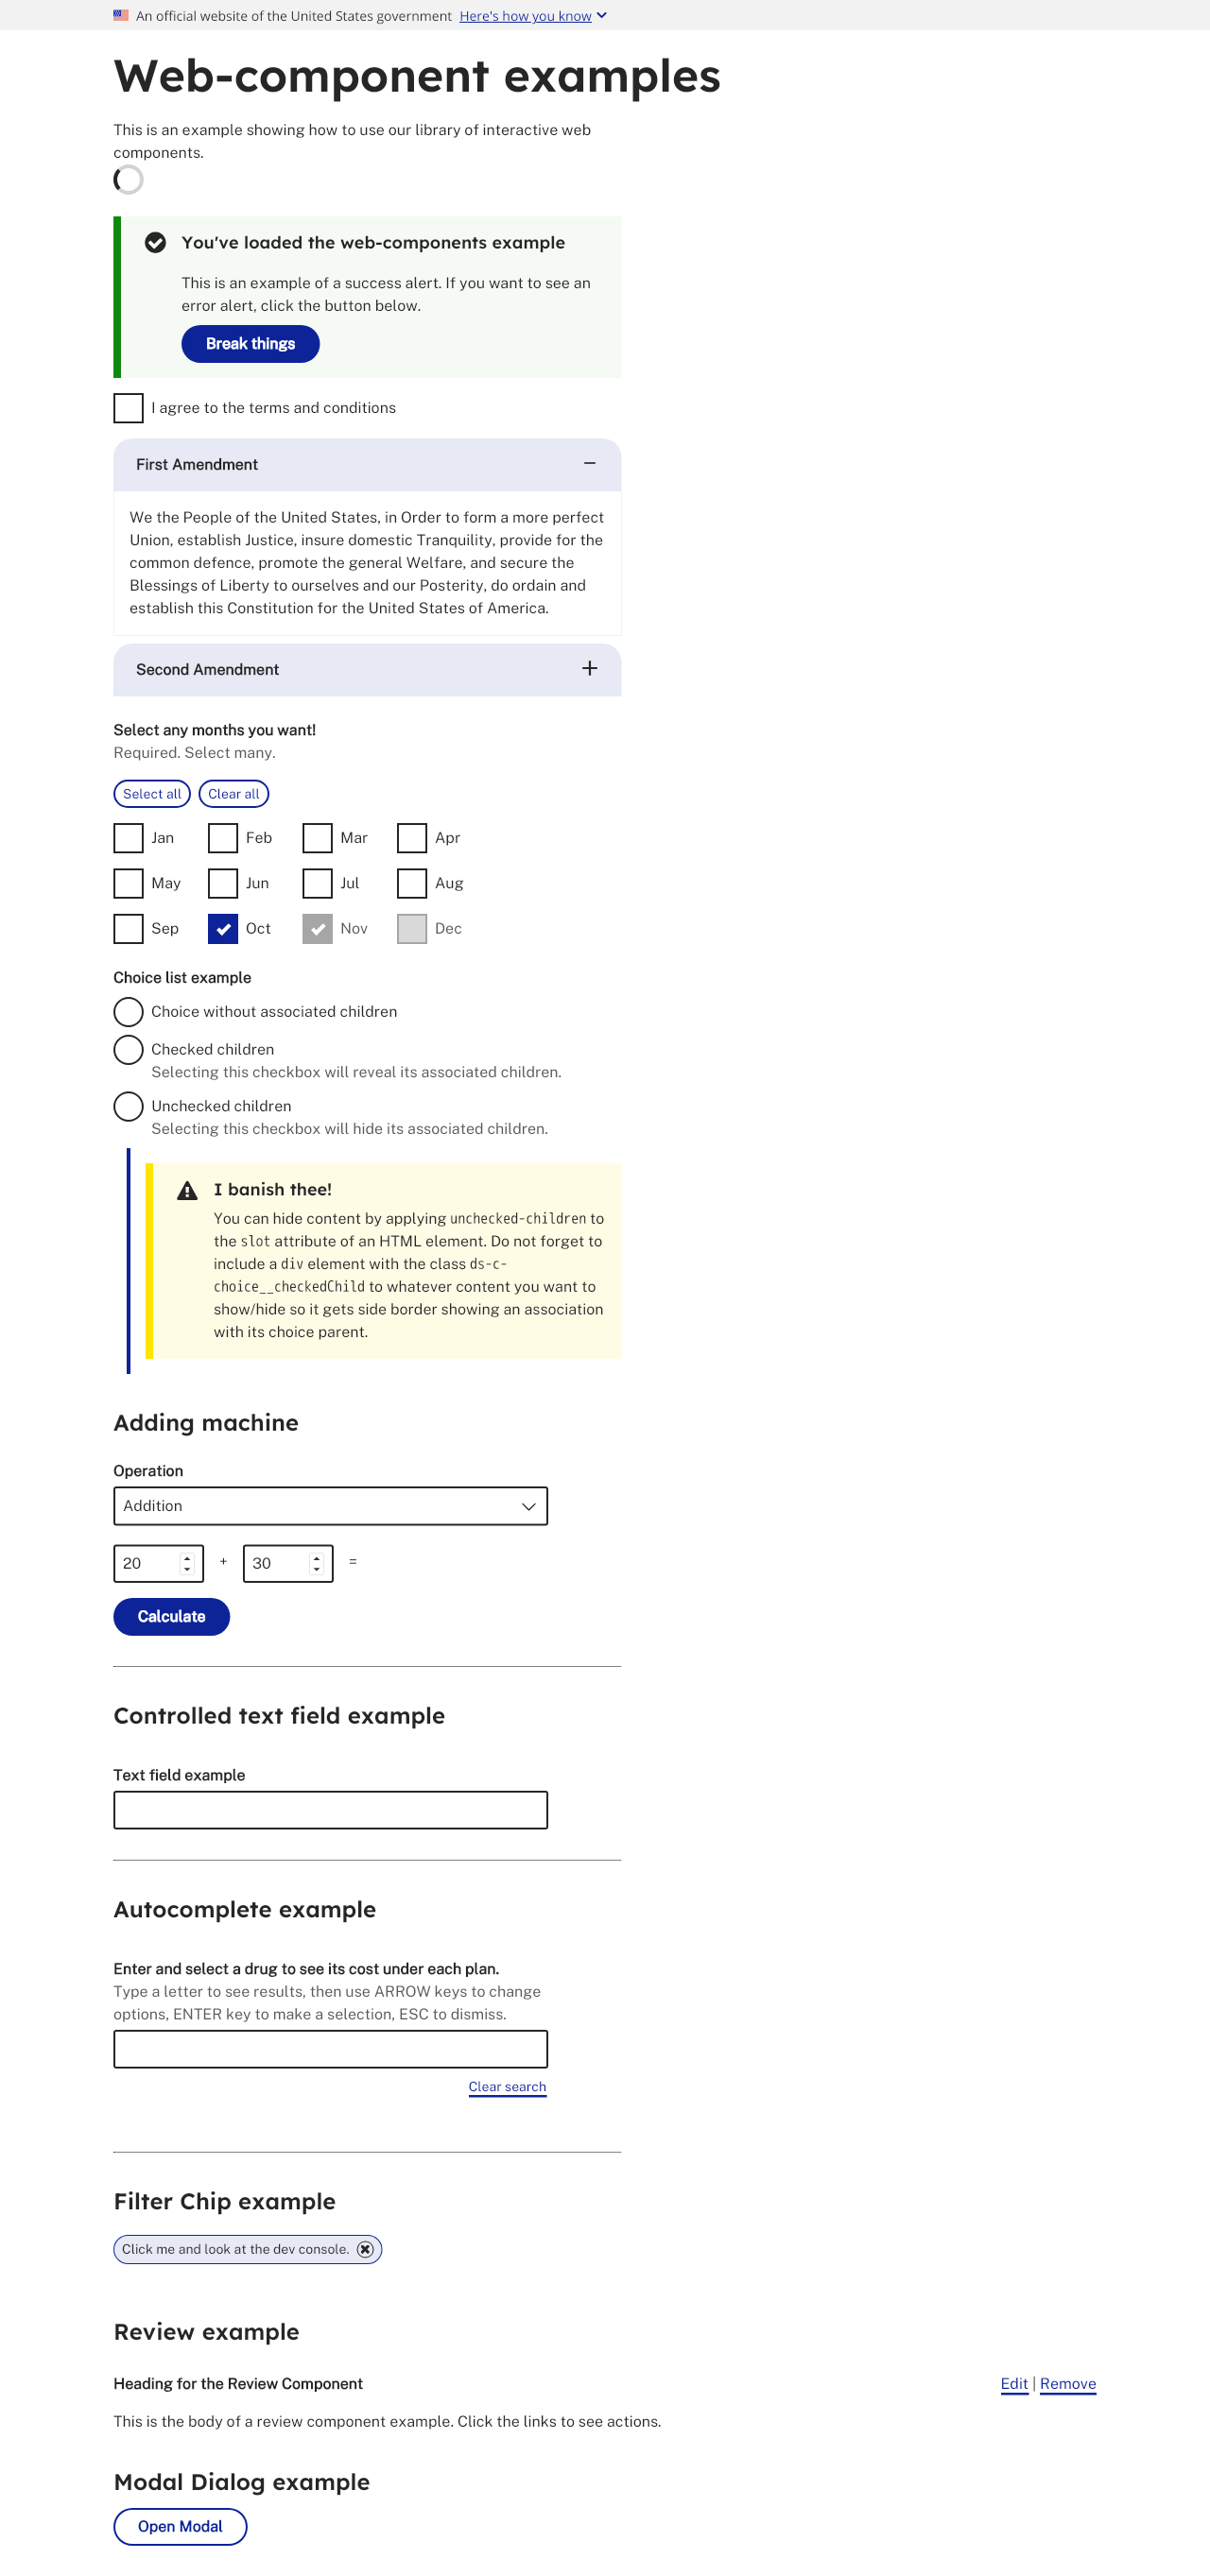 An official website of the United States government Here's how you know
Web-component examples
This is an example showing how to use our library of interactive web
components.
You've loaded the web-components example
This is an example of a success alert. If you want to see an
error alert, click the button below.
Break things
I agree to the terms and conditions
First Amendment
We the People of the United States, in Order to form a more perfect
Union, establish Justice, insure domestic Tranquility, provide for the
common defence, promote the general Welfare, and secure the
Blessings of Liberty to ourselves and our Posterity, do ordain and
establish this Constitution for the United States of America.
Second Amendment
Select any months you want!
Required. Select many.
Select all Clear all
Jan Feb Mar Apr
May Jun Jul Aug
Sep Oct Nov Dec
Choice list example
Choice without associated children
Checked children
Selecting this checkbox will reveal its associated children.
Unchecked children
Selecting this checkbox will hide its associated children.
I banish thee!
You can hide content by applying unchecked-children to
the slot attribute of an HTML element. Do not forget to
include a div element with the class ds-c-
choice__checkedChild to whatever content you want to
show/hide so it gets side border showing an association
with its choice parent.
Adding machine
Operation
Addition
20 + 30 =
Calculate
Controlled text field example
Text field example
Autocomplete example
Enter and select a drug to see its cost under each plan.
Type a letter to see results, then use ARROW keys to change
options, ENTER key to make a selection, ESC to dismiss.
Clear search
Filter Chip example
Click me and look at the dev console.
Review example
Heading for the Review Component Edit | Remove
This is the body of a review component example. Click the links to see actions.
Modal Dialog example
Open Modal